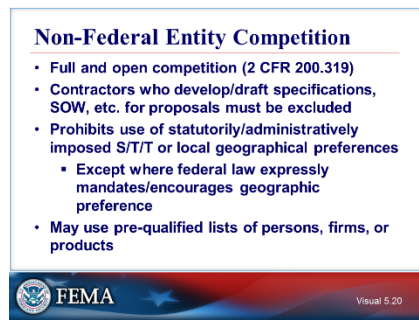 Non-Federal Entity Competition
• Full and open competition (2 CFR 200.319)
• Contractors who develop/draft specifications,
SOW, etc. for proposals must be excluded
• Prohibits use of statutorily/administratively
imposed S/T/T or local geographical preferences
▪ Except where federal law expressly
mandates/encourages geographic
preference
• May use pre-qualified lists of persons, firms, or
products
FEMA
Visual 5.20